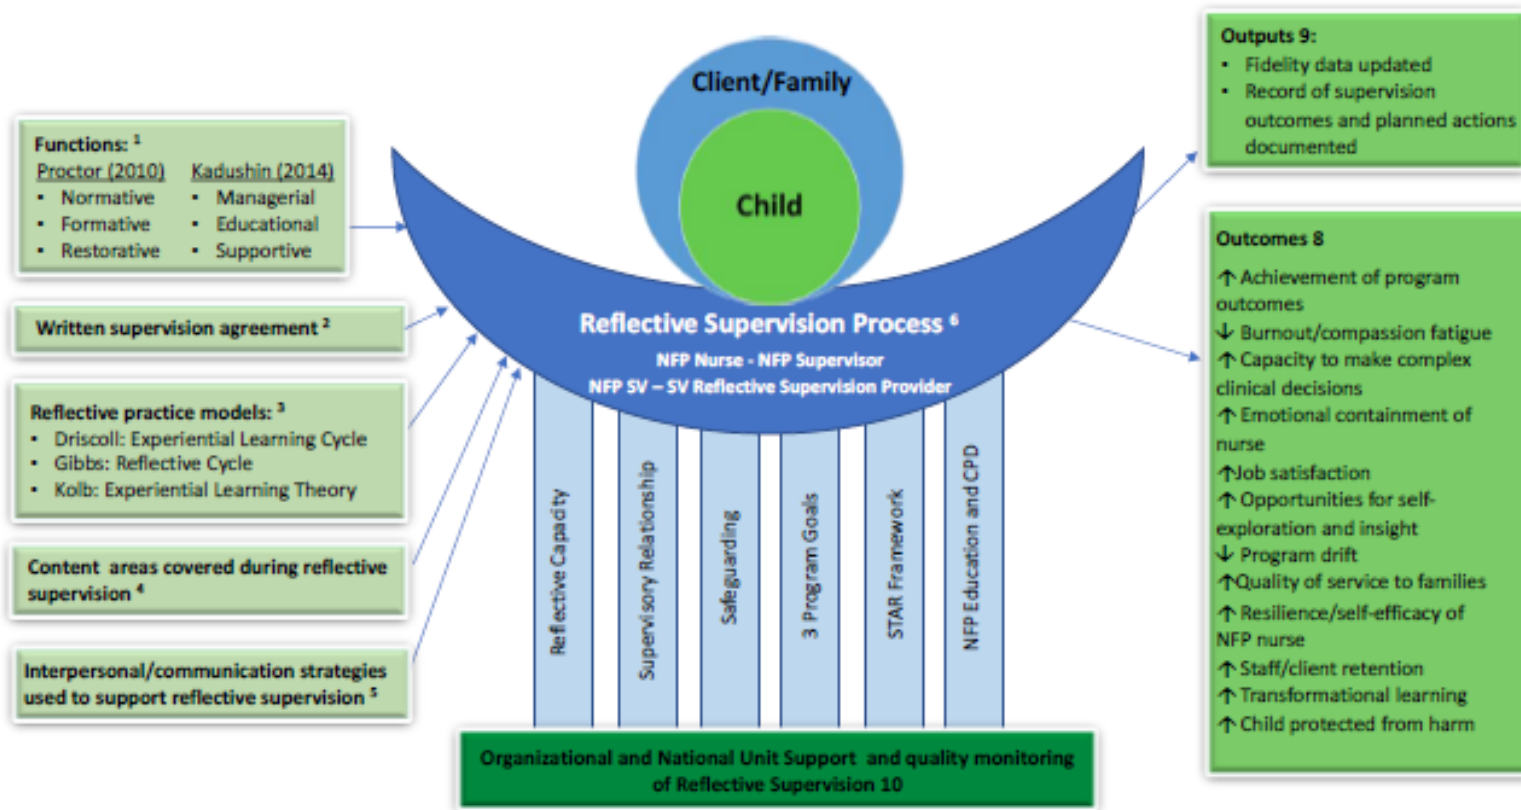 Functions: 1
Proctor (2010) Kadushin (2014)
▪ Normative ▪ Managerial
▪ Formative ▪ Educational
▪ Restorative ▪ Supportive
Written supervision agreement 2
Reflective practice models: 3
• Driscoll: Experiential Learning Cycle
• Gibbs: Reflective Cycle
• Kolb: Experiential Learning Theory
Content areas covered during reflective
supervision 4
Interpersonal/communication strategies
used to support reflective supervision 5
Client/Family
Child
Reflective Supervision Process 6
NFP Nurse - NFP Supervisor
NFP SV – SV Reflective Supervision Provider
Reflective Capacity
Supervisory Relationship
Safeguarding
3 Program Goals
STAR Framework
NFP Education and CPD
Organizational and National Unit Support and quality monitoring
of Reflective Supervision 10
Outputs 9:
• Fidelity data updated
• Record of supervision
outcomes and planned actions
documented
Outcomes 8
↑ Achievement of program
outcomes
↓ Burnout/compassion fatigue
↑ Capacity to make complex
clinical decisions
↑ Emotional containment of
nurse
↑Job satisfaction
↑ Opportunities for self-
exploration and insight
↓ Program drift
↑Quality of service to families
↑ Resilience/self-efficacy of
NFP nurse
↑ Staff/client retention
↑ Transformational learning
↑ Child protected from harm